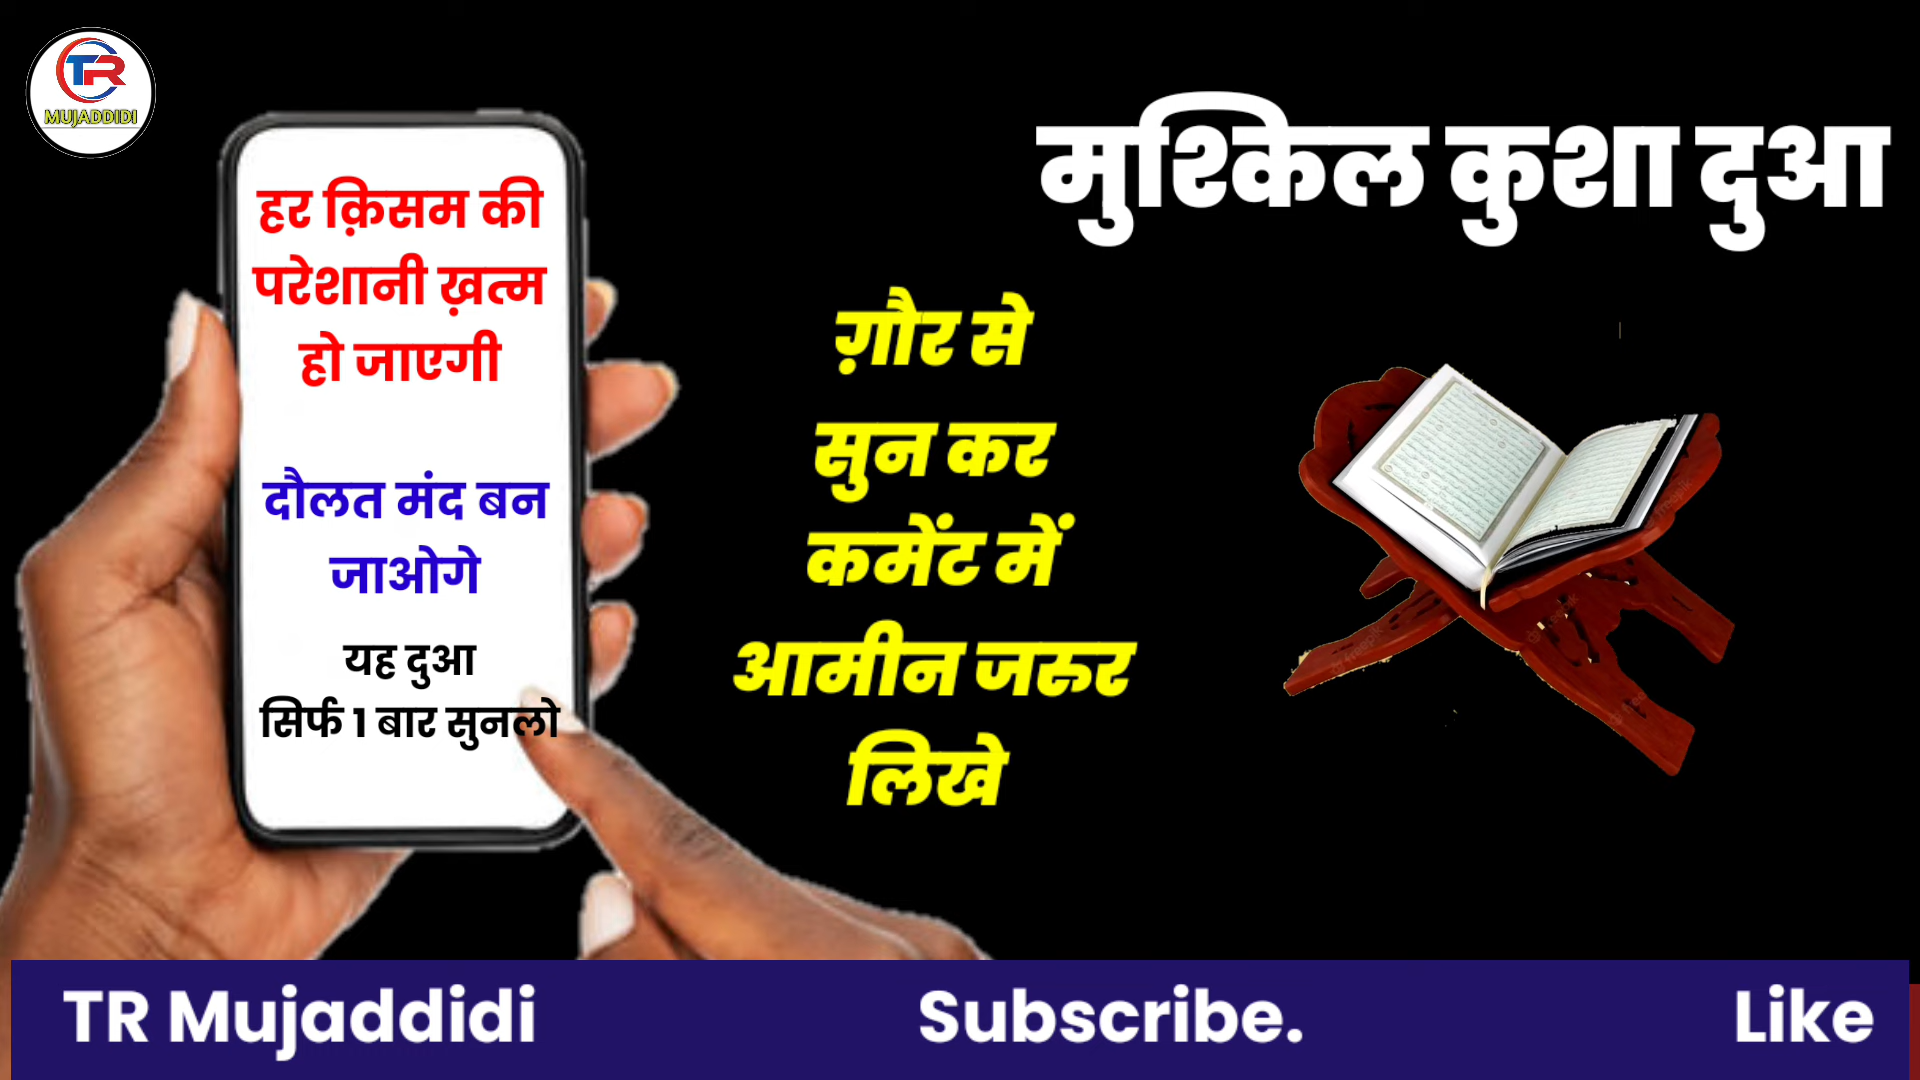 TR
MUJADDIDI
मुश्किल कुशा दुआ
हर क़िसम की
परेशानी ख़त्म
हो जाएगी
दौलत मंद बन
जाओगे
यह दुआ
सिर्फ 1 बार सुनलो
ग़ौर से
सुन कर
कमेंट में
आमीन जरुर
लिखे
TR Mujaddidi
Subscribe.
Like